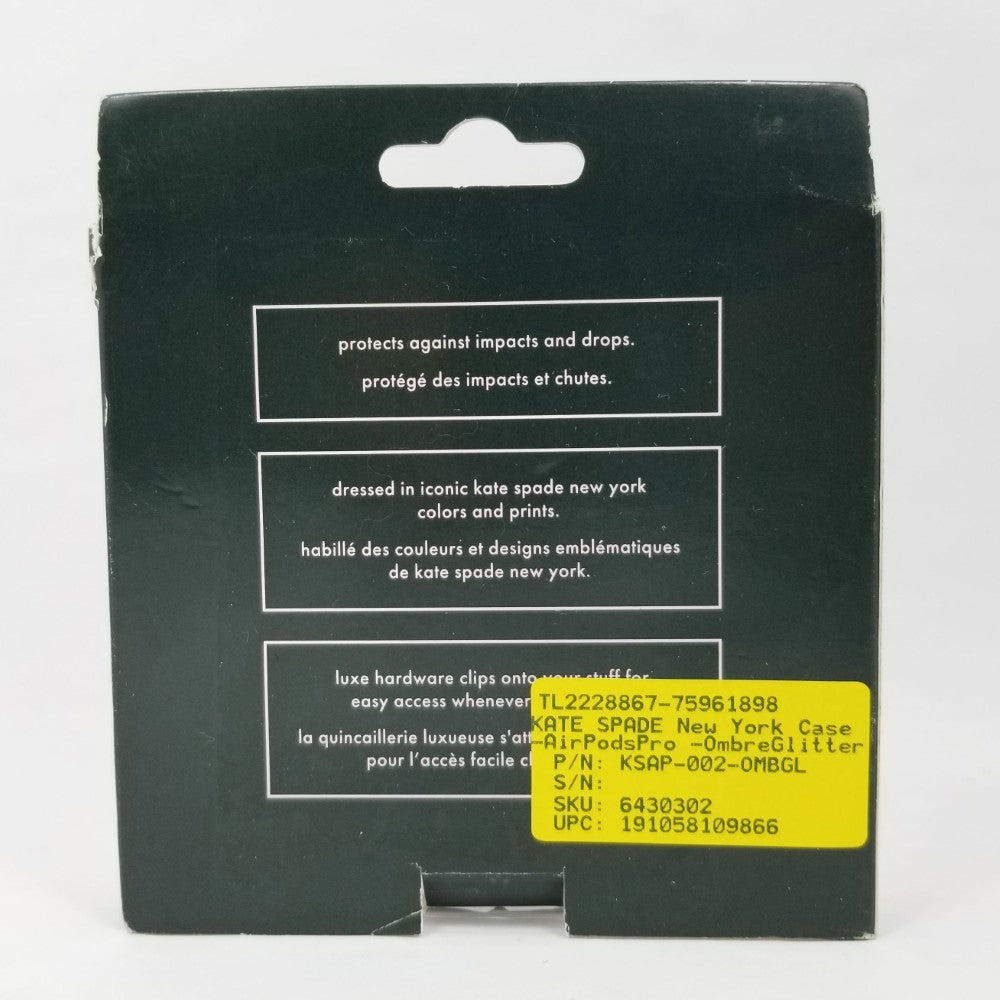 protects against impacts and drops.
protégé des impacts et chutes.
dressed in iconic kate spade new york
colors and prints.
habillé des couleurs et designs emblématiques
de kate spade new york.
luxe hardware clips onto your stuff for
easy access whenever
la quincaillerie luxueuse s'att
pour l'accès facile
TL2228867-75961898
KATE SPADE New York Case
-AirPodsPro -OmbreGlitter
P/N: KSAP-002-OMBGL
S/N:
SKU: 6430302
UPC: 191058109866